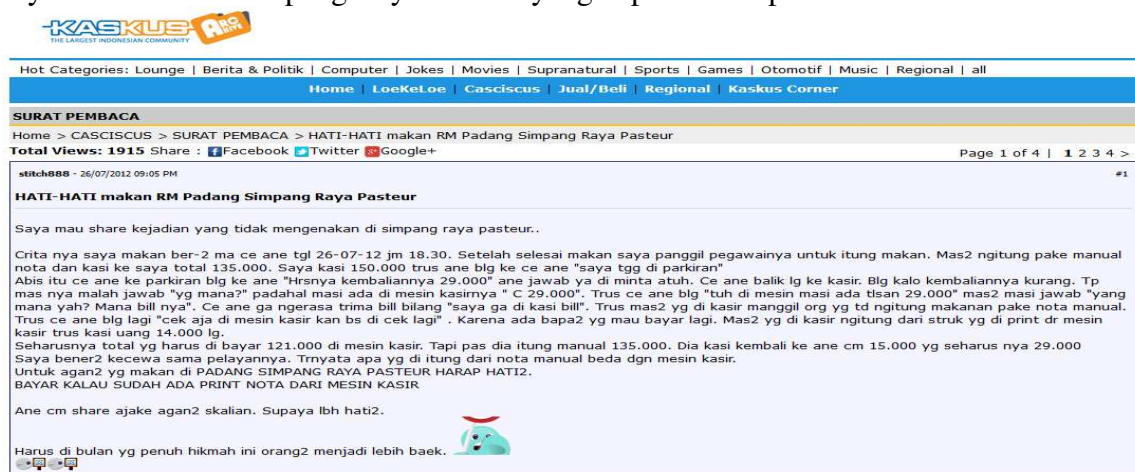 KASKUS ARCHIVE
THE LARGEST INDONESIAN COMMUNITY
Hot Categories: Lounge | Berita & Politik | Computer | Jokes | Movies | Supranatural | Sports | Games | Otomotif | Music | Regional | all
Home | LoeKeLoe | Casciscus | Jual/Beli | Regional | Kaskus Corner
SURAT PEMBACA
Home > CASCISCUS > SURAT PEMBACA > HATI-HATI makan RM Padang Simpang Raya Pasteur
Total Views: 1915 Share : Facebook Twitter Google+
Page 1 of 4 | 1 2 3 4 >
stitch888 - 26/07/2012 09:05 PM
#1
HATI-HATI makan RM Padang Simpang Raya Pasteur
Saya mau share kejadian yang tidak mengenakan di simpang raya pasteur..
Crita nya saya makan ber-2 ma ce ane tgl 26-07-12 jm 18.30. Setelah selesai makan saya panggil pegawainya untuk itung makan. Mas2 ngitung pake manual
nota dan kasi ke saya total 135.000. Saya kasi 150.000 trus ane blg ke ce ane "saya tgg di parkiran"
Abis itu ce ane ke parkiran blg ke ane "Hrsnya kembaliannya 29.000" ane jawab ya di minta atuh. Ce ane balik lg ke kasir. Blg kalo kembaliannya kurang. Tp
mas nya malah jawab "yg mana?" padahal masi ada di mesin kasirnya " C 29.000". Trus ce ane blg "tuh di mesin masi ada tlsan 29.000" mas2 masi jawab "yang
mana yah? Mana bill nya". Ce ane ga ngerasa trima bill bilang "saya ga di kasi bill". Trus mas2 yg di kasir manggil org yg td ngitung makanan pake nota manual.
Trus ce ane blg lagi "cek aja di mesin kasir kan bs di cek lagi" . Karena ada bapa2 yg mau bayar lagi. Mas2 yg di kasir ngitung dari struk yg di print dr mesin
kasir trus kasi uang 14.000 lg.
Seharusnya total yg harus di bayar 121.000 di mesin kasir. Tapi pas dia itung manual 135.000. Dia kasi kembali ke ane cm 15.000 yg seharus nya 29.000
Saya bener2 kecewa sama pelayannya. Trnyata apa yg di itung dari nota manual beda dgn mesin kasir.
Untuk agan2 yg makan di PADANG SIMPANG RAYA PASTEUR HARAP HATI2.
BAYAR KALAU SUDAH ADA PRINT NOTA DARI MESIN KASIR
Ane cm share ajake agan2 skalian. Supaya lbh hati2.
Harus di bulan yg penuh hikmah ini orang2 menjadi lebih baek.